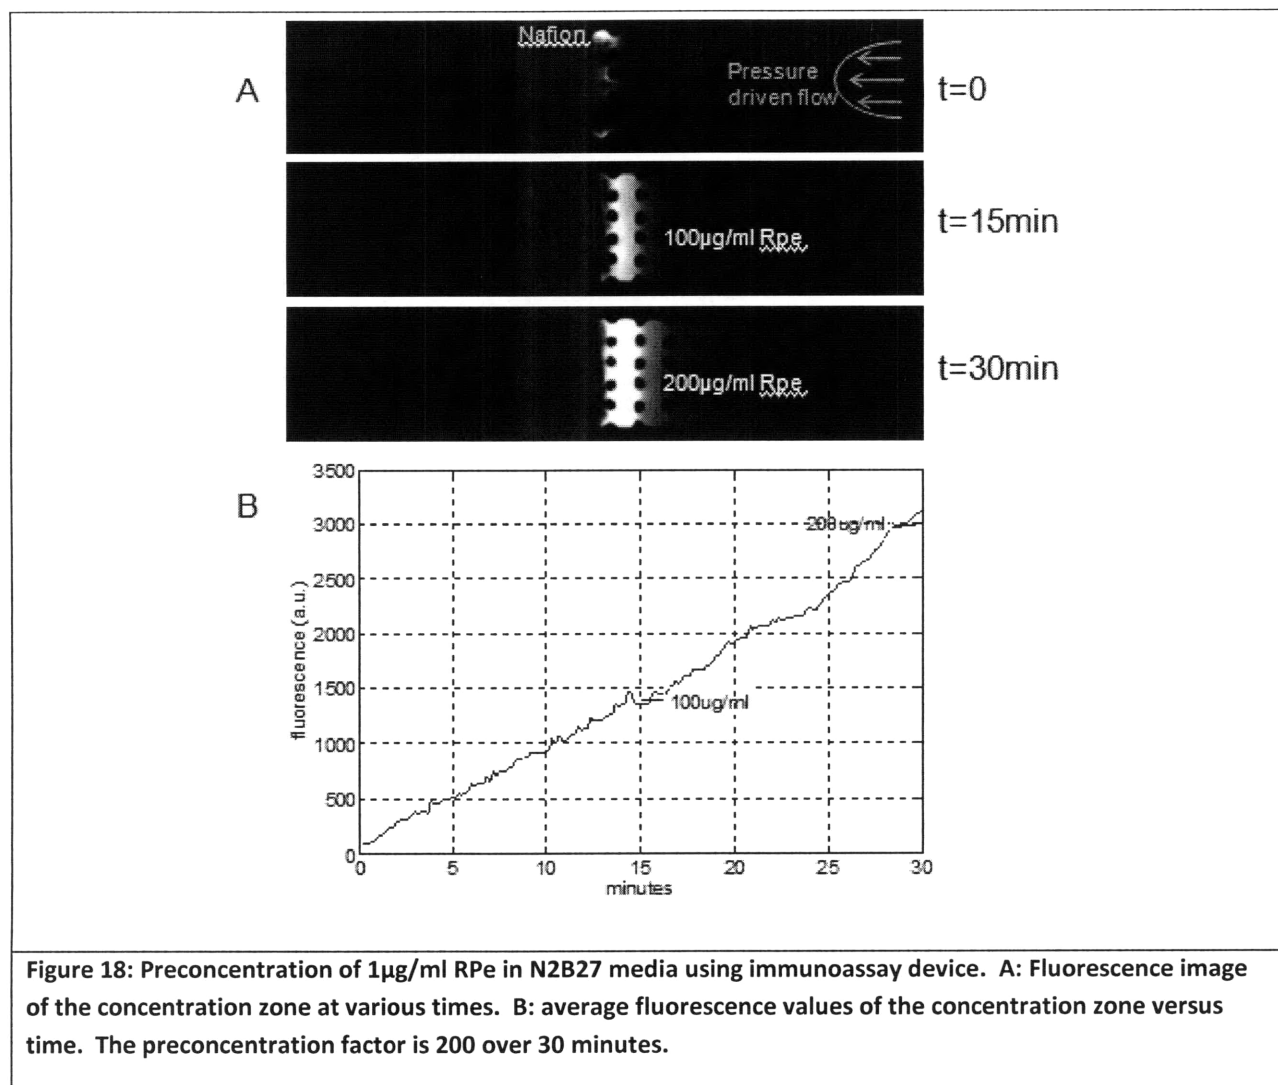 A
Nafion
Pressure
driven flow
t=0
100µg/ml Rpe
t=15min
200µg/ml Rpe
t=30min
B
3500
3000
2500
2000
1500
1000
500
0
fluorescence (a.u.)
200ug/ml
100ug/ml
0 5 10 15 20 25 30
minutes
Figure 18: Preconcentration of 1µg/ml RPe in N2B27 media using immunoassay device. A: Fluorescence image
of the concentration zone at various times. B: average fluorescence values of the concentration zone versus
time. The preconcentration factor is 200 over 30 minutes.